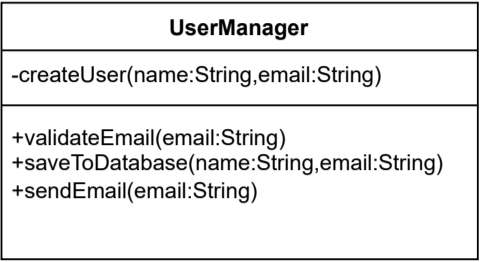 UserManager
-createUser(name:String,email:String)
+validateEmail(email:String)
+saveToDatabase(name:String,email:String)
+sendEmail(email:String)